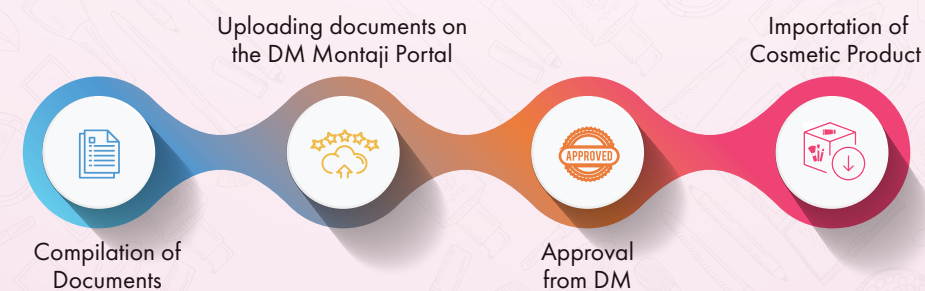 Uploading documents on
the DM Montaji Portal
Importation of
Cosmetic Product
APPROVED
Compilation of
Documents
Approval
from DM